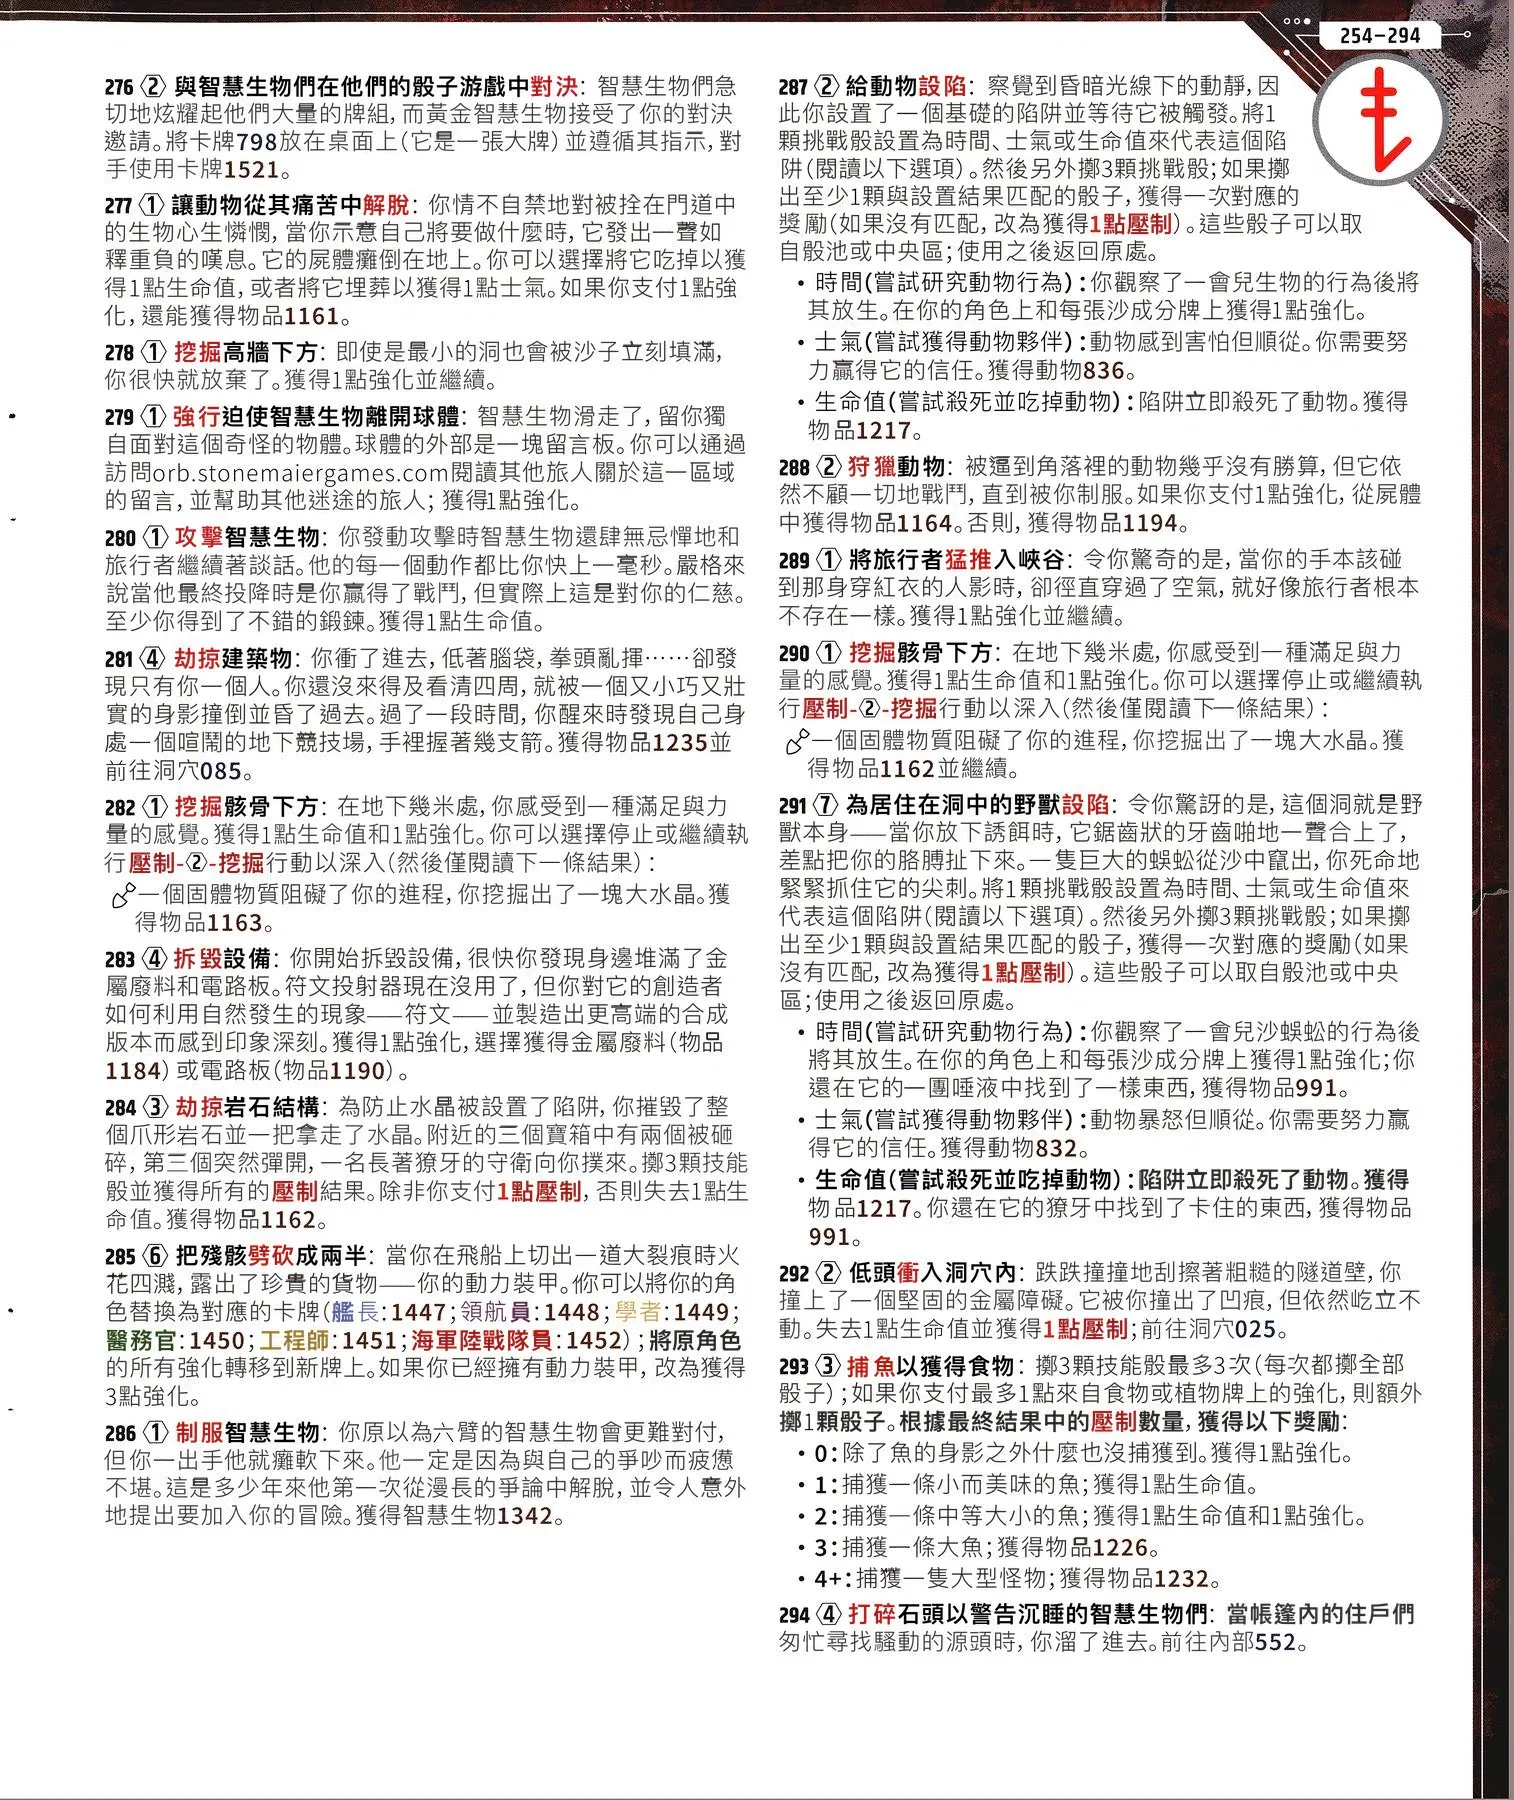 254–294
276 ② 與智慧生物們在他們的骰子游戲中對決: 智慧生物們急
切地炫耀起他們大量的牌組,而黃金智慧生物接受了你的對決
邀請。將卡牌798放在桌面上(它是一張大牌)並遵循其指示,對
手使用卡牌1521。
277 ① 讓動物從其痛苦中解脫: 你情不自禁地對被拴在門道中
的生物心生憐憫,當你示意自己將要做什麼時,它發出一聲如
釋重負的嘆息。它的屍體癱倒在地上。你可以選擇將它吃掉以獲
得1點生命值,或者將它埋葬以獲得1點士氣。如果你支付1點強
化,還能獲得物品1161。
278 ① 挖掘高牆下方: 即使是最小的洞也會被沙子立刻填滿,
你很快就放棄了。獲得1點強化並繼續。
279 ① 強行迫使智慧生物離開球體: 智慧生物滑走了,留你獨
自面對這個奇怪的物體。球體的外部是一塊留言板。你可以通過
訪問orb.stonemaiergames.com閱讀其他旅人關於這一區域
的留言,並幫助其他迷途的旅人;獲得1點強化。
280 ① 攻擊智慧生物: 你發動攻擊時智慧生物還肆無忌憚地和
旅行者繼續著談話。他的每一個動作都比你快上一毫秒。嚴格來
說當他最終投降時是你贏得了戰鬥,但實際上這是對你的仁慈。
至少你得到了不錯的鍛鍊。獲得1點生命值。
281 ④ 劫掠建築物: 你衝了進去,低著腦袋,拳頭亂揮……卻發
現只有你一個人。你還沒來得及看清四周,就被一個又小巧又壯
實的身影撞倒並昏了過去。過了一段時間,你醒來時發現自己身
處一個喧鬧的地下競技場,手裡握著幾支箭。獲得物品1235並
前往洞穴085。
282 ① 挖掘骸骨下方: 在地下幾米處,你感受到一種滿足與力
量的感覺。獲得1點生命值和1點強化。你可以選擇停止或繼續執
行壓制-②-挖掘行動以深入(然後僅閱讀下一條結果):
一個固體物質阻礙了你的進程,你挖掘出了一塊大水晶。獲
得物品1163。
283 ④ 拆毀設備: 你開始拆毀設備,很快你發現身邊堆滿了金
屬廢料和電路板。符文投射器現在沒用了,但你對它的創造者
如何利用自然發生的現象——符文——並製造出更高端的合成
版本而感到印象深刻。獲得1點強化,選擇獲得金屬廢料(物品
1184)或電路板(物品1190)。
284 ③ 劫掠岩石結構: 為防止水晶被設置了陷阱,你摧毀了整
個爪形岩石並一把拿走了水晶。附近的三個寶箱中有兩個被砸
碎,第三個突然彈開,一名長著獠牙的守衛向你撲來。擲3顆技能
骰並獲得所有的壓制結果。除非你支付1點壓制,否則失去1點生
命值。獲得物品1162。
285 ⑥ 把殘骸劈砍成兩半: 當你在飛船上切出一道大裂痕時火
花四濺,露出了珍貴的貨物——你的動力裝甲。你可以將你的角
色替換為對應的卡牌(艦長:1447;領航員:1448;學者:1449;
醫務官:1450;工程師:1451;海軍陸戰隊員:1452);將原角色
的所有強化轉移到新牌上。如果你已經擁有動力裝甲,改為獲得
3點強化。
286 ① 制服智慧生物: 你原以為六臂的智慧生物會更難對付,
但你一出手他就癱軟下來。他一定是因為與自己的爭吵而疲憊
不堪。這是多少年來他第一次從漫長的爭論中解脫,並令人意外
地提出要加入你的冒險。獲得智慧生物1342。
287 ② 給動物設陷: 察覺到昏暗光線下的動靜,因
此你設置了一個基礎的陷阱並等待它被觸發。將1
顆挑戰骰設置為時間、士氣或生命值來代表這個陷
阱(閱讀以下選項)。然後另外擲3顆挑戰骰;如果擲
出至少1顆與設置結果匹配的骰子,獲得一次對應的
獎勵(如果沒有匹配,改為獲得1點壓制)。這些骰子可以取
自骰池或中央區;使用之後返回原處。
• 時間(嘗試研究動物行為):你觀察了一會兒生物的行為後將
其放生。在你的角色上和每張沙成分牌上獲得1點強化。
• 士氣(嘗試獲得動物夥伴):動物感到害怕但順從。你需要努
力贏得它的信任。獲得動物836。
• 生命值(嘗試殺死並吃掉動物):陷阱立即殺死了動物。獲得
物品1217。
288 ② 狩獵動物: 被逼到角落裡的動物幾乎沒有勝算,但它依
然不顧一切地戰鬥,直到被你制服。如果你支付1點強化,從屍體
中獲得物品1164。否則,獲得物品1194。
289 ① 將旅行者猛推入峽谷: 令你驚奇的是,當你的手本該碰
到那身穿紅衣的人影時,卻徑直穿過了空氣,就好像旅行者根本
不存在一樣。獲得1點強化並繼續。
290 ① 挖掘骸骨下方: 在地下幾米處,你感受到一種滿足與力
量的感覺。獲得1點生命值和1點強化。你可以選擇停止或繼續執
行壓制-②-挖掘行動以深入(然後僅閱讀下一條結果):
一個固體物質阻礙了你的進程,你挖掘出了一塊大水晶。獲
得物品1162並繼續。
291 ⑦ 為居住在洞中的野獸設陷: 令你驚訝的是,這個洞就是野
獸本身——當你放下誘餌時,它鋸齒狀的牙齒啪地一聲合上了,
差點把你的胳膊扯下來。一隻巨大的蜈蚣從沙中竄出,你死命地
緊緊抓住它的尖刺。將1顆挑戰骰設置為時間、士氣或生命值來
代表這個陷阱(閱讀以下選項)。然後另外擲3顆挑戰骰;如果擲
出至少1顆與設置結果匹配的骰子,獲得一次對應的獎勵(如果
沒有匹配,改為獲得1點壓制)。這些骰子可以取自骰池或中央
區;使用之後返回原處。
• 時間(嘗試研究動物行為):你觀察了一會兒沙蜈蚣的行為後
將其放生。在你的角色上和每張沙成分牌上獲得1點強化;你
還在它的一團唾液中找到了一樣東西,獲得物品991。
• 士氣(嘗試獲得動物夥伴):動物暴怒但順從。你需要努力贏
得它的信任。獲得動物832。
• 生命值(嘗試殺死並吃掉動物):陷阱立即殺死了動物。獲得
物品1217。你還在它的獠牙中找到了卡住的東西,獲得物品
991。
292 ② 低頭衝入洞穴內: 跌跌撞撞地刮擦著粗糙的隧道壁,你
撞上了一個堅固的金屬障礙。它被你撞出了凹痕,但依然屹立不
動。失去1點生命值並獲得1點壓制;前往洞穴025。
293 ③ 捕魚以獲得食物: 擲3顆技能骰最多3次(每次都擲全部
骰子);如果你支付最多1點來自食物或植物牌上的強化,則額外
擲1顆骰子。根據最終結果中的壓制數量,獲得以下獎勵:
• 0:除了魚的身影之外什麼也沒捕獲到。獲得1點強化。
• 1:捕獲一條小而美味的魚;獲得1點生命值。
• 2:捕獲一條中等大小的魚;獲得1點生命值和1點強化。
• 3:捕獲一條大魚;獲得物品1226。
• 4+:捕獲一隻大型怪物;獲得物品1232。
294 ④ 打碎石頭以警告沉睡的智慧生物們: 當帳篷內的住戶們
匆忙尋找騷動的源頭時,你溜了進去。前往內部552。